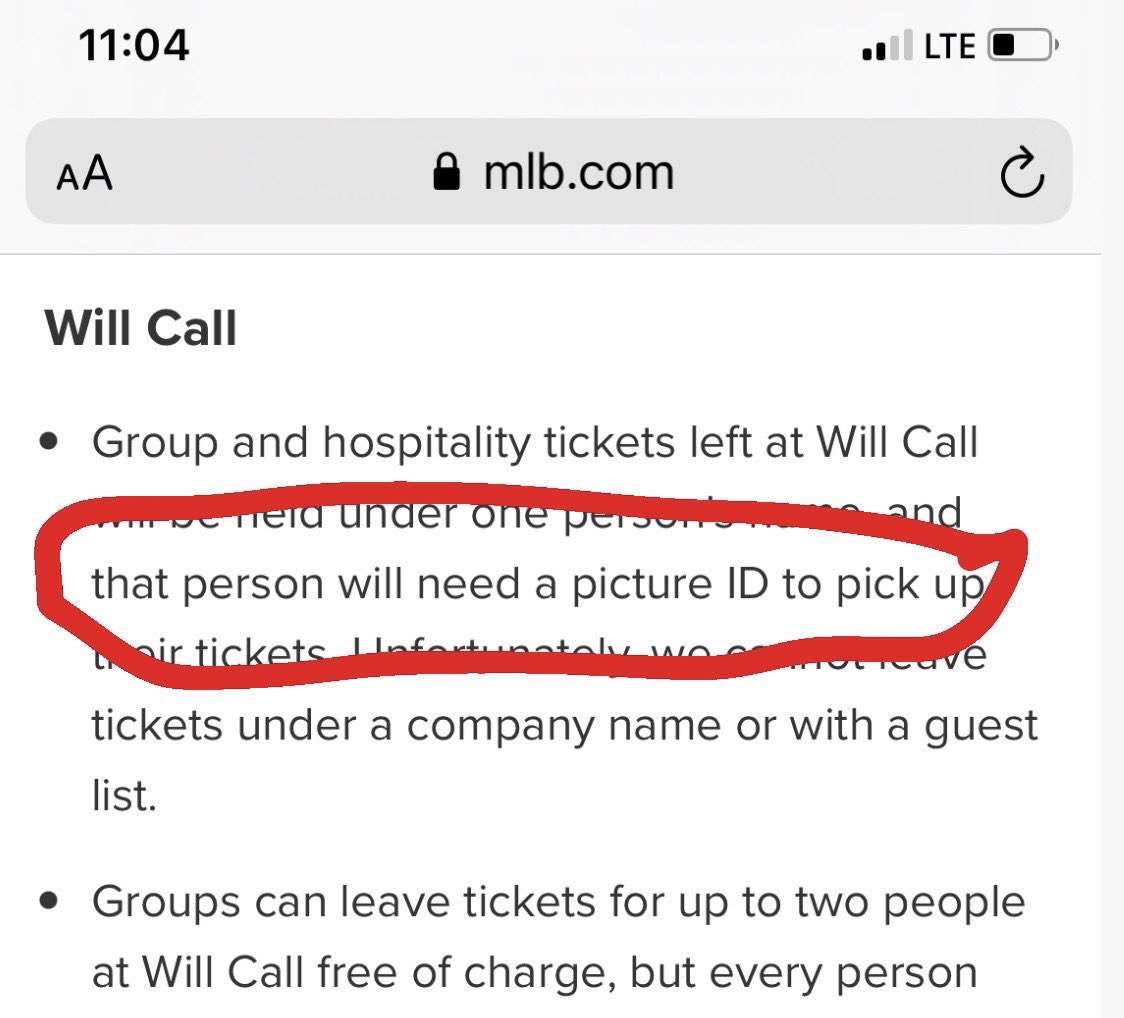 11:04 LTE
AA mlb.com
Will Call
• Group and hospitality tickets left at Will Call
will be held under one person's name, and
that person will need a picture ID to pick up
their tickets. Unfortunately we cannot leave
tickets under a company name or with a guest
list.
• Groups can leave tickets for up to two people
at Will Call free of charge, but every person